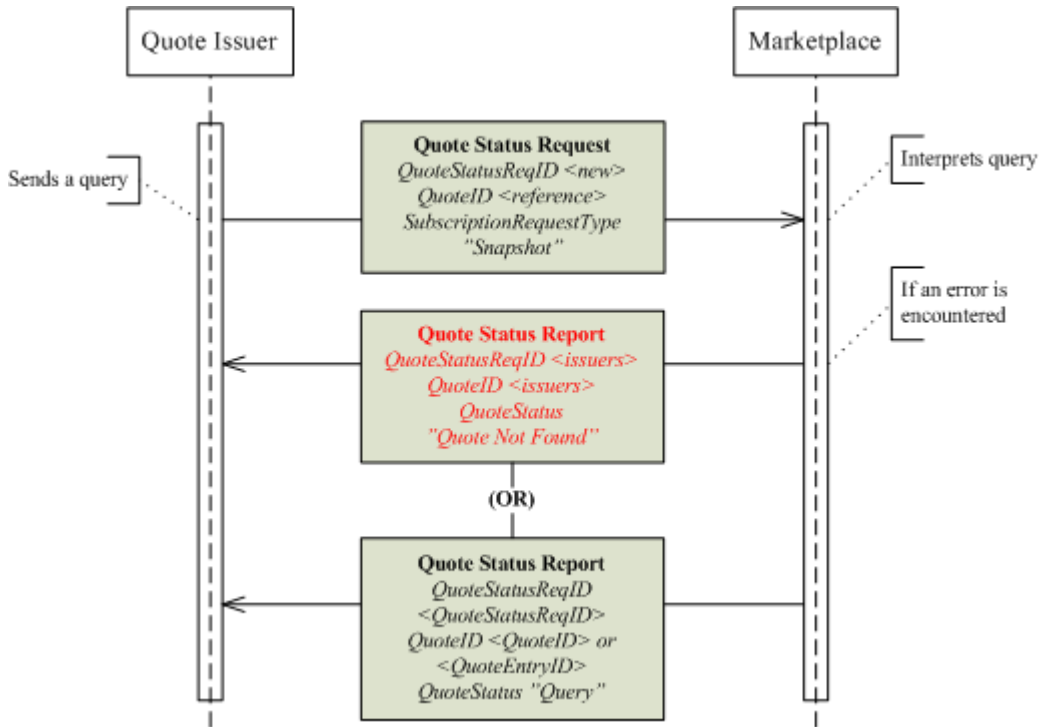 Quote Issuer
Marketplace
Quote Status Request
QuoteStatusReqID <new>
QuoteID <reference>
SubscriptionRequestType
"Snapshot"
Sends a query
Interprets query
If an error is
encountered
Quote Status Report
QuoteStatusReqID <issuers>
QuoteID <issuers>
QuoteStatus
"Quote Not Found"
(OR)
Quote Status Report
QuoteStatusReqID
<QuoteStatusReqID>
QuoteID <QuoteID> or
<QuoteEntryID>
QuoteStatus "Query"